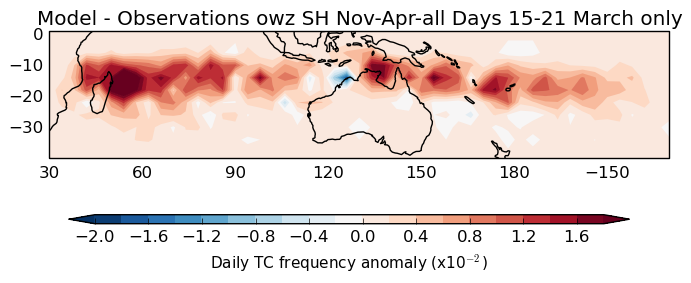 Model - Observations owz SH Nov-Apr-all Days 15-21 March only
0
−10
−20
−30
30 60 90 120 150 180 −150
−2.0 −1.6 −1.2 −0.8 −0.4 0.0 0.4 0.8 1.2 1.6
Daily TC frequency anomaly (x10⁻²)